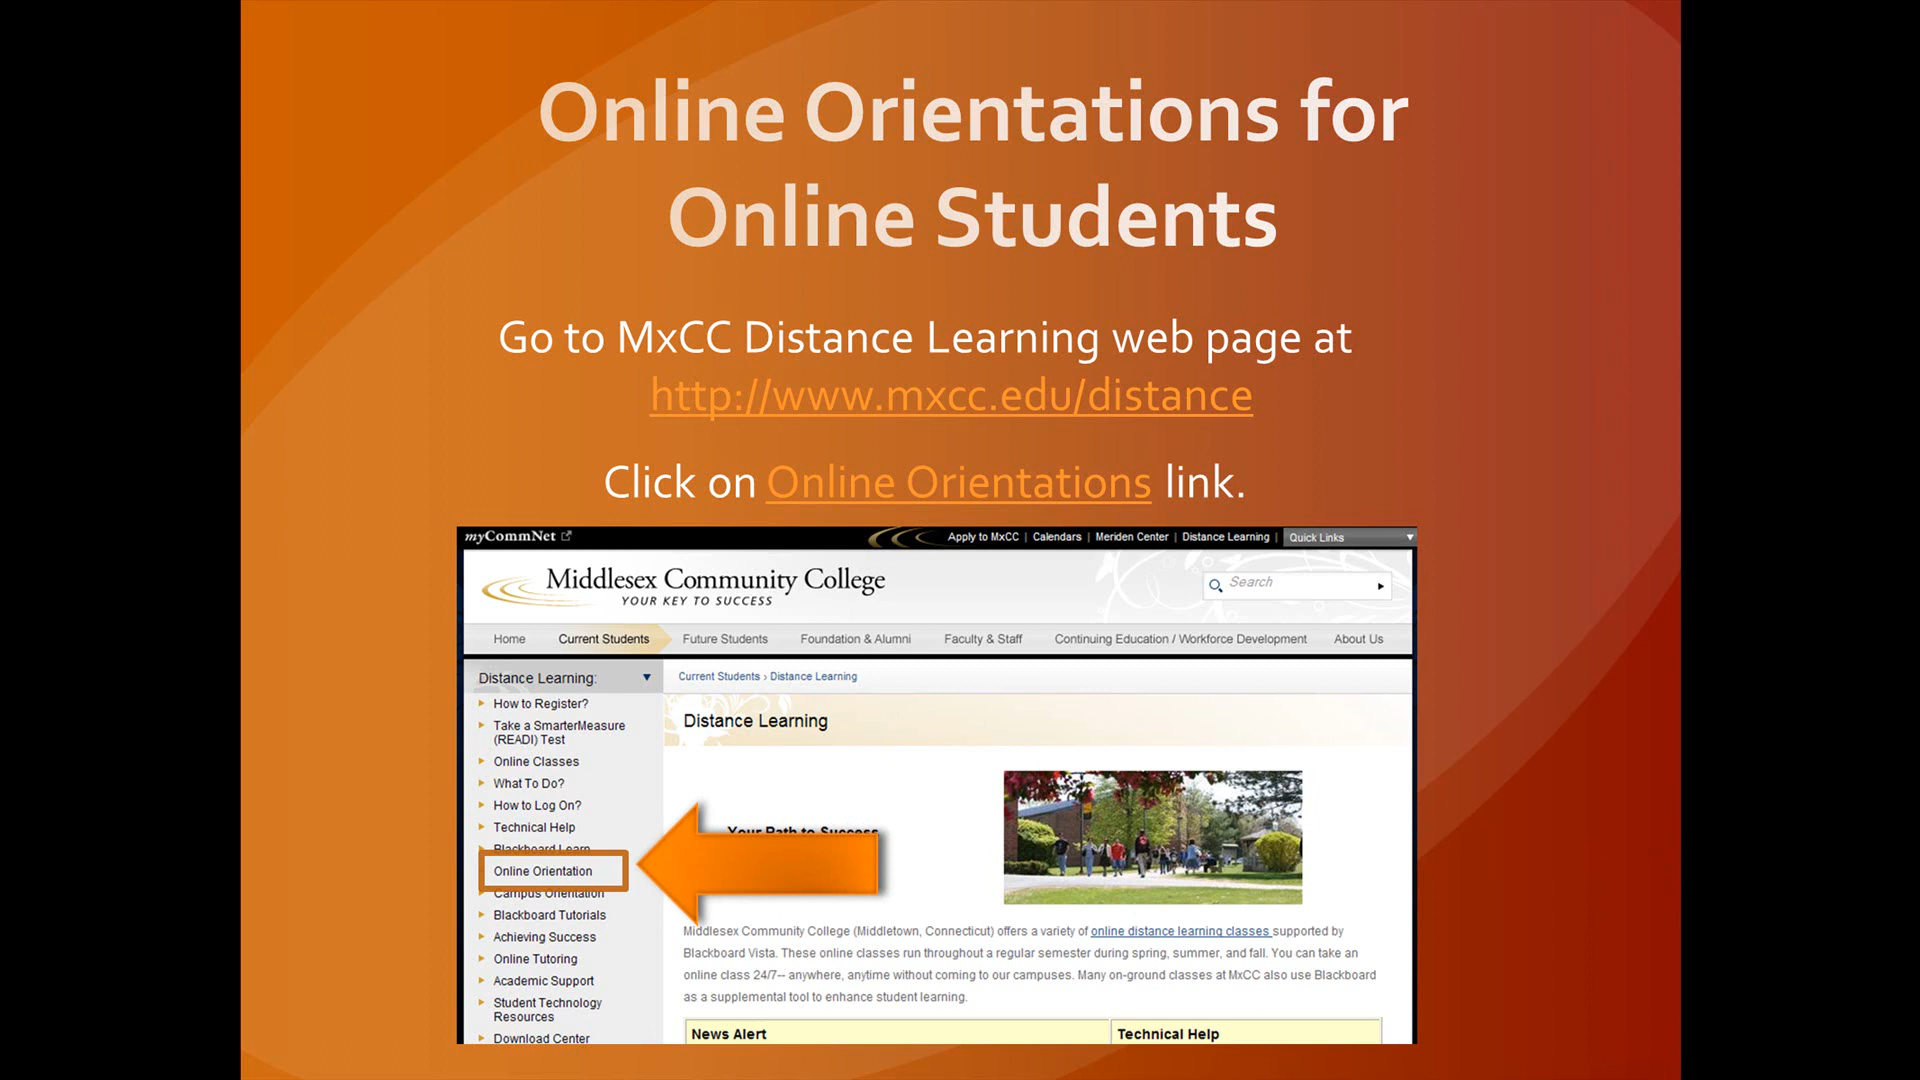 Online Orientations for
Online Students
Go to MxCC Distance Learning web page at
http://www.mxcc.edu/distance
Click on Online Orientations link.
myCommNet
Apply to MxCC | Calendars | Meriden Center | Distance Learning | Quick Links
Middlesex Community College
YOUR KEY TO SUCCESS
Search
Home Current Students Future Students Foundation & Alumni Faculty & Staff Continuing Education / Workforce Development About Us
Distance Learning:
How to Register?
Take a SmarterMeasure
(READI) Test
Online Classes
What To Do?
How to Log On?
Technical Help
Blackboard Learn
Online Orientation
Campus Orientation
Blackboard Tutorials
Achieving Success
Online Tutoring
Academic Support
Student Technology
Resources
Download Center
Current Students › Distance Learning
Distance Learning
Your Path to Success
Middlesex Community College (Middletown, Connecticut) offers a variety of online distance learning classes supported by
Blackboard Vista. These online classes run throughout a regular semester during spring, summer, and fall. You can take an
online class 24/7-- anywhere, anytime without coming to our campuses. Many on-ground classes at MxCC also use Blackboard
as a supplemental tool to enhance student learning.
News Alert
Technical Help